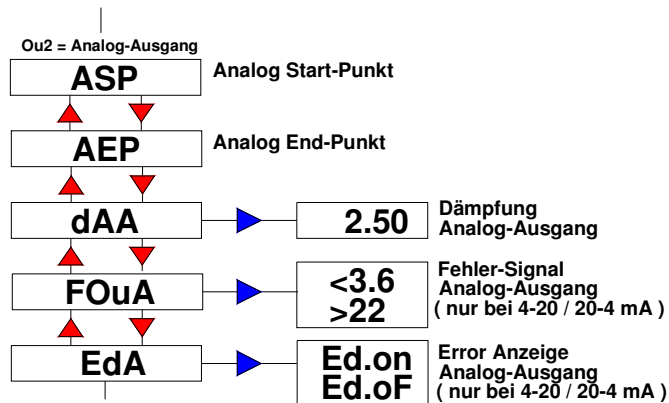 Ou2 = Analog-Ausgang
ASP
Analog Start-Punkt
AEP
Analog End-Punkt
dAA
2.50
Dämpfung
Analog-Ausgang
FOuA
<3.6
>22
Fehler-Signal
Analog-Ausgang
( nur bei 4-20 / 20-4 mA )
EdA
Ed.on
Ed.oF
Error Anzeige
Analog-Ausgang
( nur bei 4-20 / 20-4 mA )